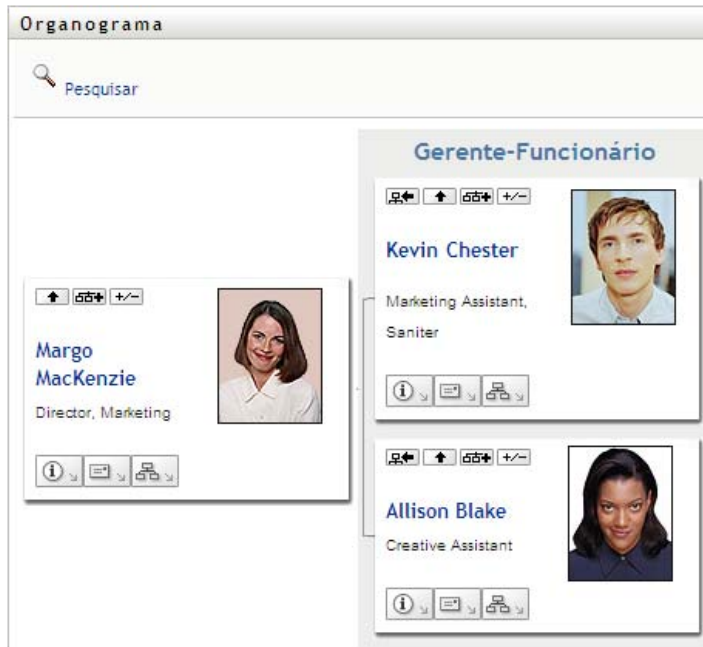 Organograma
Pesquisar
Gerente-Funcionário
Kevin Chester
Marketing Assistant,
Saniter
Margo
MacKenzie
Director, Marketing
Allison Blake
Creative Assistant